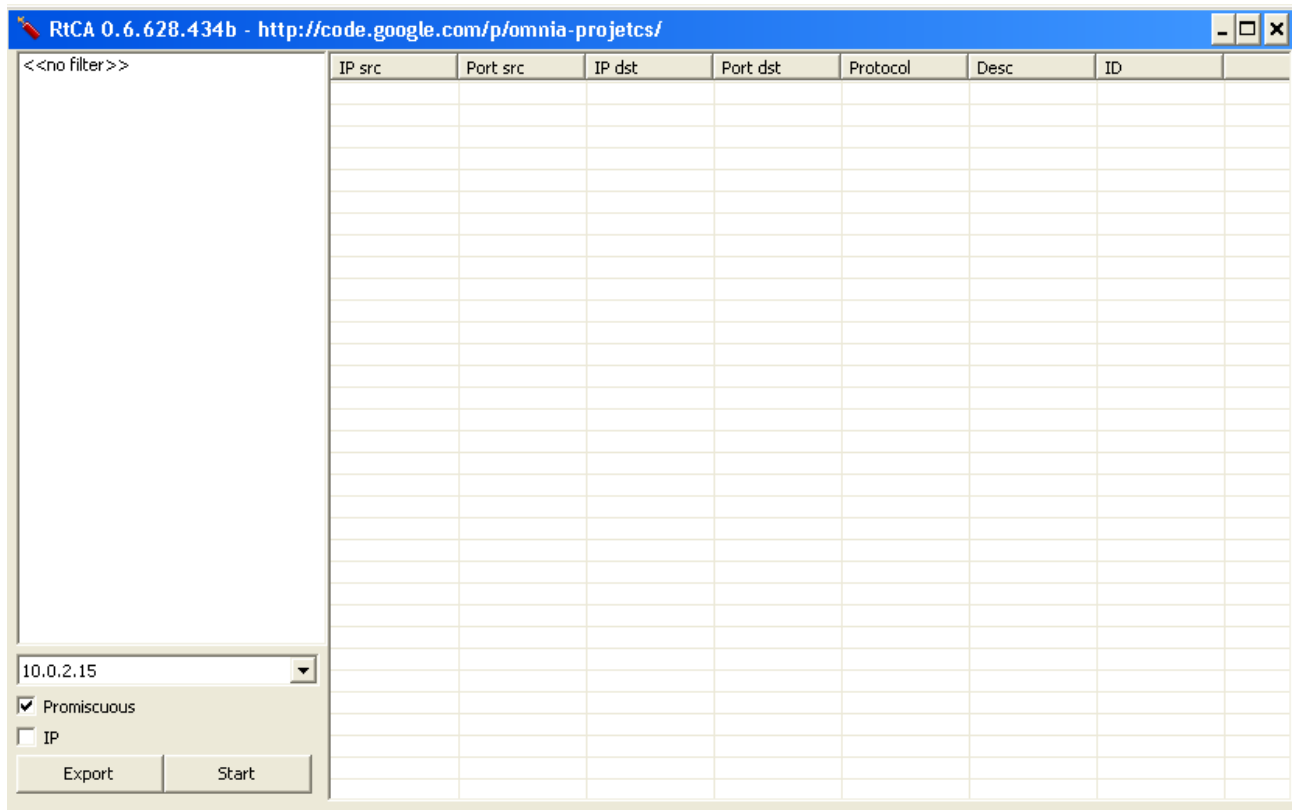 RtCA 0.6.628.434b - http://code.google.com/p/omnia-projetcs/
<<no filter>>
IP src Port src IP dst Port dst Protocol Desc ID
10.0.2.15
Promiscuous
IP
Export Start